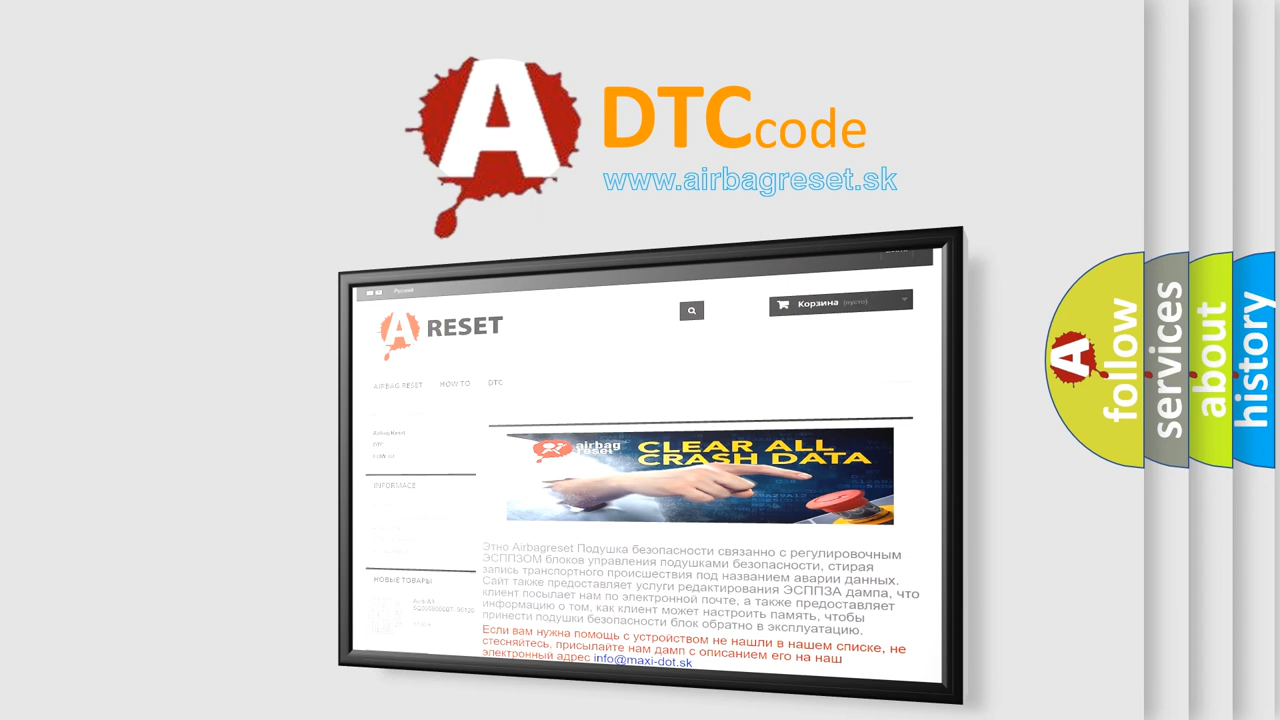 A
DTCcode
www.airbagreset.sk
Русский
Корзина (пусто)
A RESET
AIRBAG RESET HOW TO DTC
Airbag Reset
DTC
INFORMACE
airbag
reset
CLEAR ALL
CRASH DATA
Этно Airbagreset Подушка безопасности связанно с регулировочным
ЭСППЗОМ блоков управления подушками безопасности, стирая
запись транспортного происшествия под названием аварии данных.
Сайт также предоставляет услуги редактирования ЭСППЗА дампа, что
клиент посылает нам по электронной почте, а также предоставляет
информацию о том, как клиент может настроить память, чтобы
принести подушки безопасности блок обратно в эксплуатацию.
Если вам нужна помощь с устройством не нашли в нашем списке, не
стесняйтесь, присылайте нам дамп с описанием его на наш
электронный адрес info@maxi-dot.sk
НОВЫЕ ТОВАРЫ
A
follow
services
about
history